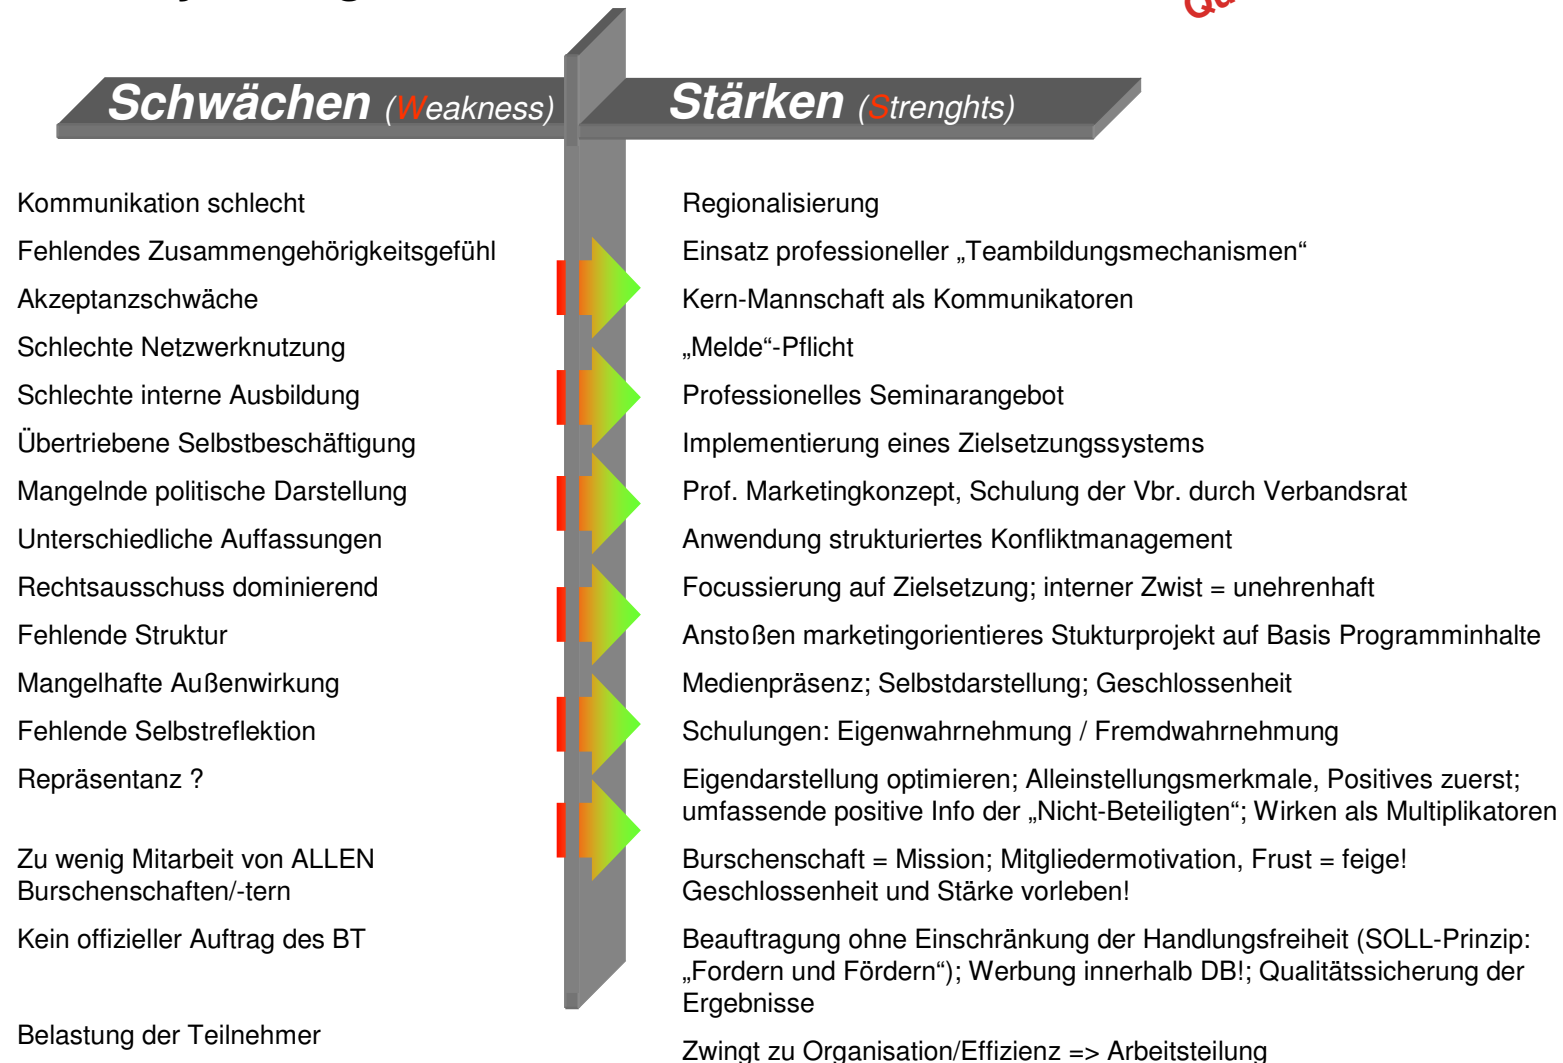 Schwächen (Weakness)
Stärken (Strenghts)
Kommunikation schlecht
Regionalisierung
Fehlendes Zusammengehörigkeitsgefühl
Einsatz professioneller „Teambildungsmechanismen“
Akzeptanzschwäche
Kern-Mannschaft als Kommunikatoren
Schlechte Netzwerknutzung
„Melde“-Pflicht
Schlechte interne Ausbildung
Professionelles Seminarangebot
Übertriebene Selbstbeschäftigung
Implementierung eines Zielsetzungssystems
Mangelnde politische Darstellung
Prof. Marketingkonzept, Schulung der Vbr. durch Verbandsrat
Unterschiedliche Auffassungen
Anwendung strukturiertes Konfliktmanagement
Rechtsausschuss dominierend
Focussierung auf Zielsetzung; interner Zwist = unehrenhaft
Fehlende Struktur
Anstoßen marketingorientieres Stukturprojekt auf Basis Programminhalte
Mangelhafte Außenwirkung
Medienpräsenz; Selbstdarstellung; Geschlossenheit
Fehlende Selbstreflektion
Schulungen: Eigenwahrnehmung / Fremdwahrnehmung
Repräsentanz ?
Eigendarstellung optimieren; Alleinstellungsmerkmale, Positives zuerst;
umfassende positive Info der „Nicht-Beteiligten“; Wirken als Multiplikatoren
Zu wenig Mitarbeit von ALLEN
Burschenschaften/-tern
Burschenschaft = Mission; Mitgliedermotivation, Frust = feige!
Geschlossenheit und Stärke vorleben!
Kein offizieller Auftrag des BT
Beauftragung ohne Einschränkung der Handlungsfreiheit (SOLL-Prinzip:
„Fordern und Fördern“); Werbung innerhalb DB!; Qualitätssicherung der
Ergebnisse
Belastung der Teilnehmer
Zwingt zu Organisation/Effizienz => Arbeitsteilung